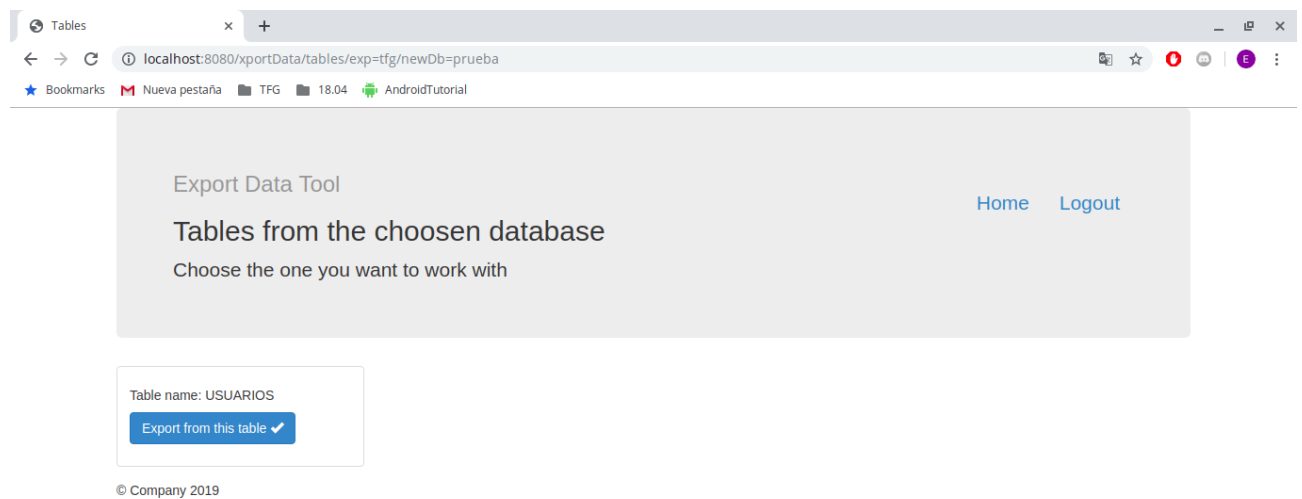 Tables
localhost:8080/xportData/tables/exp=tfg/newDb=prueba
E
Bookmarks Nueva pestaña TFG 18.04 AndroidTutorial
Export Data Tool
Home Logout
Tables from the choosen database
Choose the one you want to work with
Table name: USUARIOS
Export from this table
© Company 2019